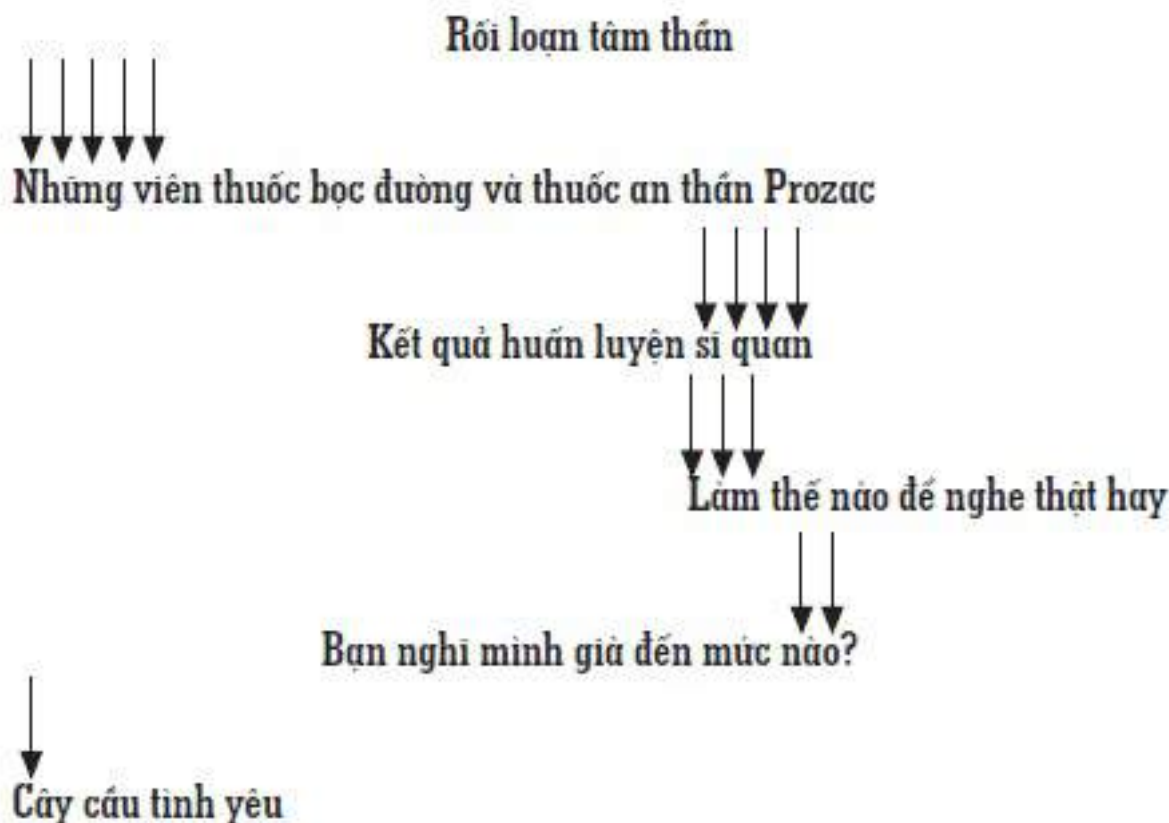 Rối loạn tâm thần
Những viên thuốc bọc đường và thuốc an thần Prozac
Kết quả huấn luyện sĩ quan
Làm thế nào để nghe thật hay
Bạn nghĩ mình già đến mức nào?
Cây cầu tình yêu